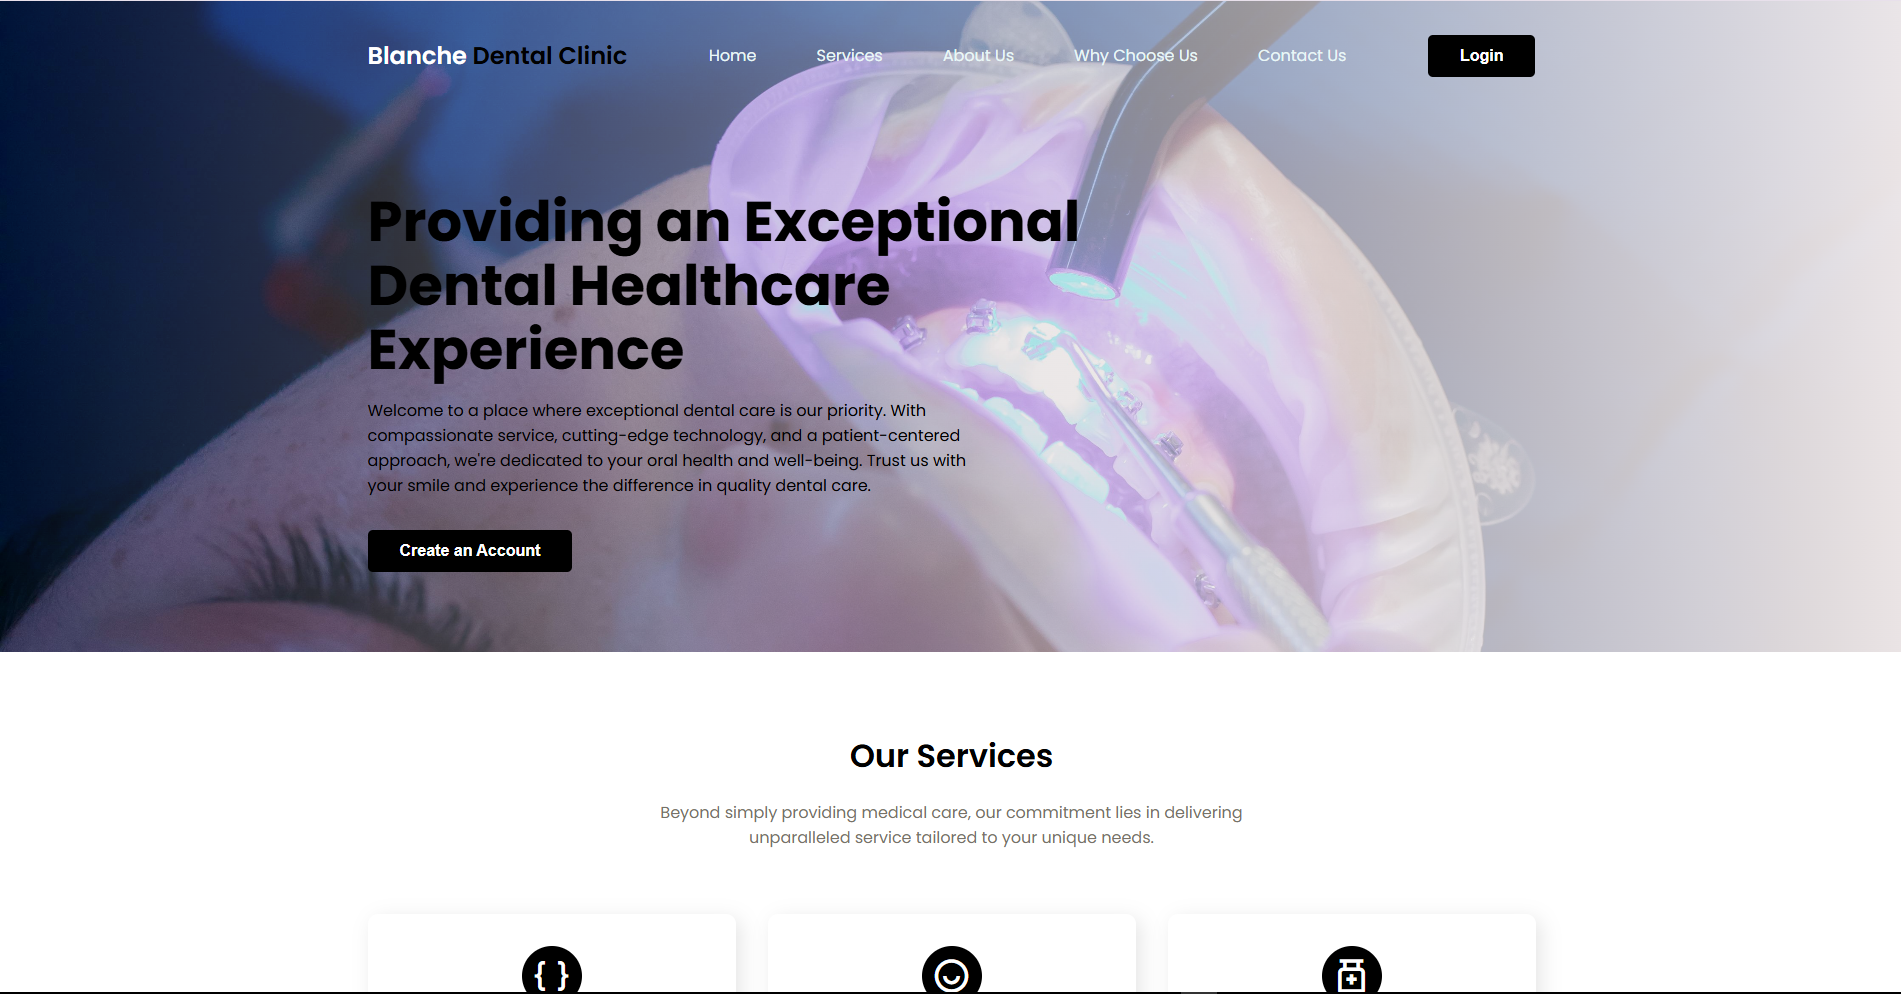 Blanche Dental Clinic
Home
Services
About Us
Why Choose Us
Contact Us
Login
Providing an Exceptional
Dental Healthcare
Experience
Welcome to a place where exceptional dental care is our priority. With
compassionate service, cutting-edge technology, and a patient-centered
approach, we're dedicated to your oral health and well-being. Trust us with
your smile and experience the difference in quality dental care.
Create an Account
Our Services
Beyond simply providing medical care, our commitment lies in delivering
unparalleled service tailored to your unique needs.